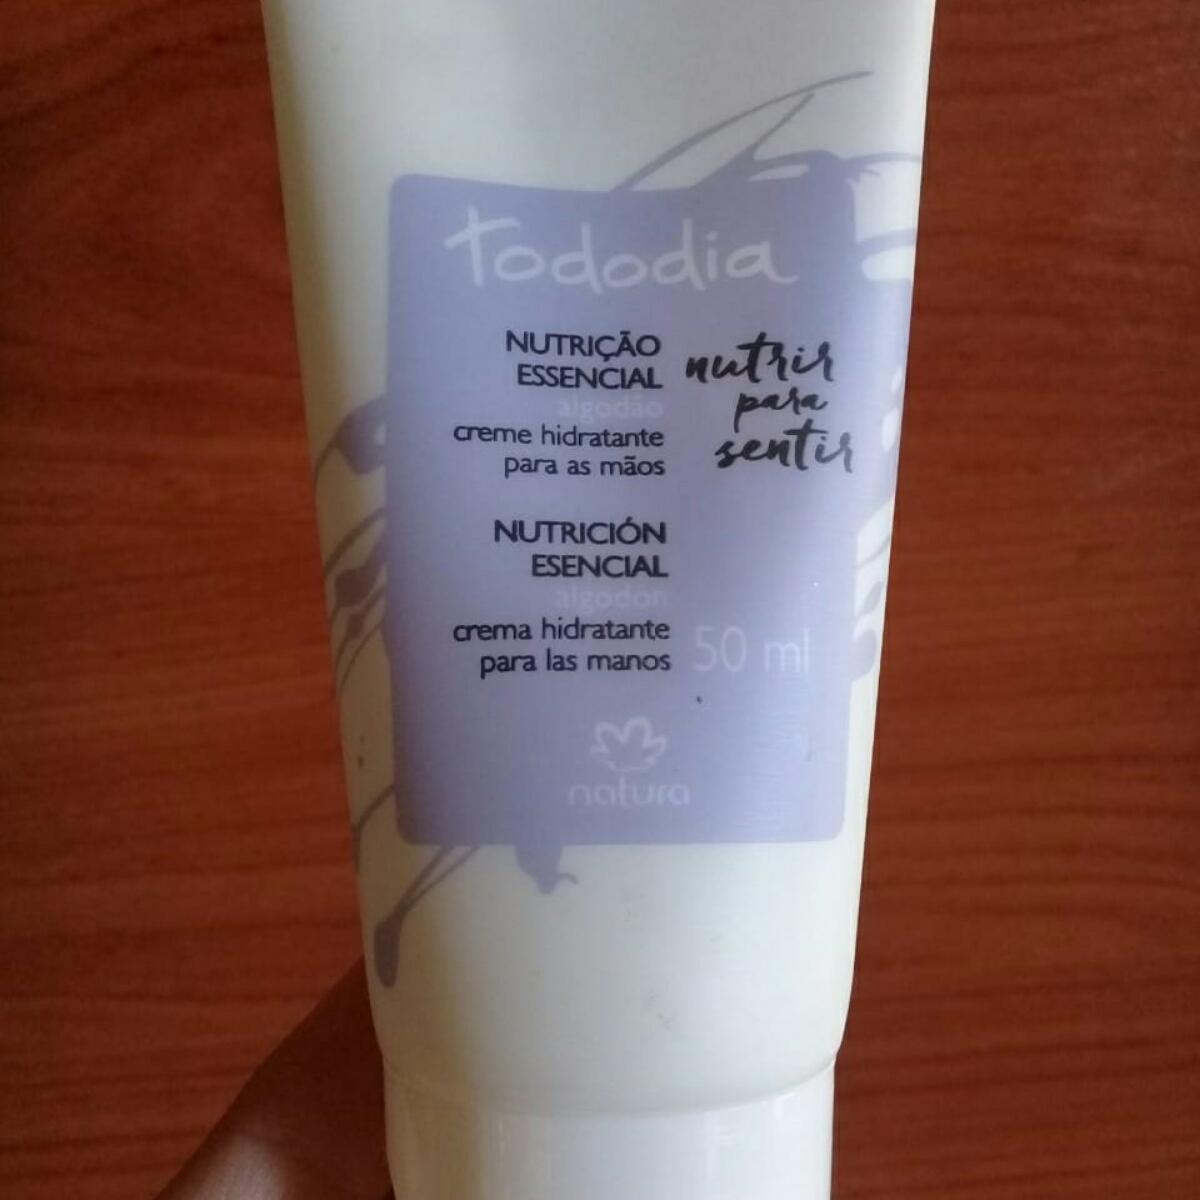 tododia
NUTRIÇÃO
ESSENCIAL
algodão
creme hidratante
para as mãos
nutrir
para
sentir
NUTRICIÓN
ESENCIAL
algodon
crema hidratante
para las manos
50 ml
natura